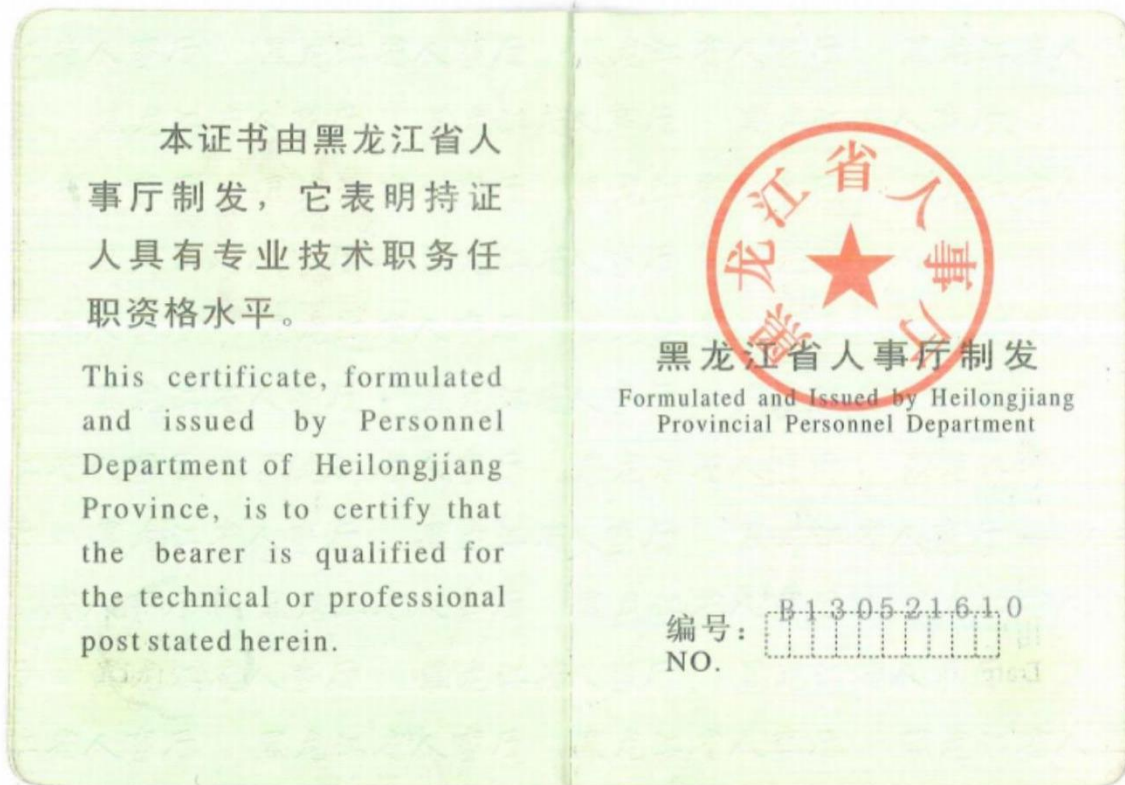 本证书由黑龙江省人
事厅制发，它表明持证
人具有专业技术职务任
职资格水平。
This certificate, formulated
and issued by Personnel
Department of Heilongjiang
Province, is to certify that
the bearer is qualified for
the technical or professional
post stated herein.
黑龙江省人事厅
黑龙江省人事厅制发
Formulated and Issued by Heilongjiang
Provincial Personnel Department
编号：B130521610
NO.